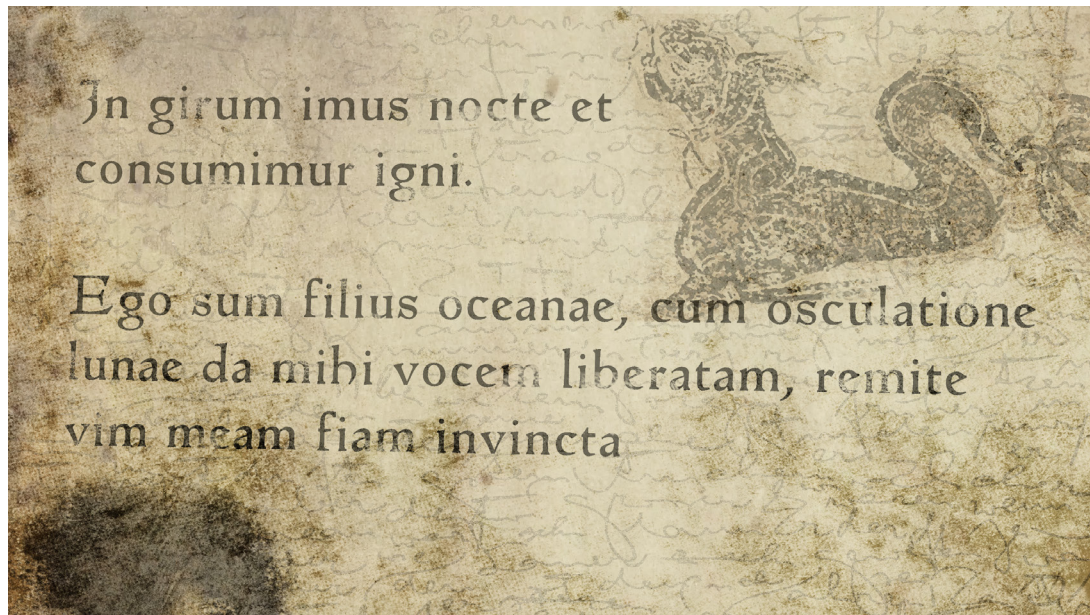 In girum imus nocte et
consumimur igni.
Ego sum filius oceanae, cum osculatione
lunae da mihi vocem liberatam, remite
vim meam fiam invincta